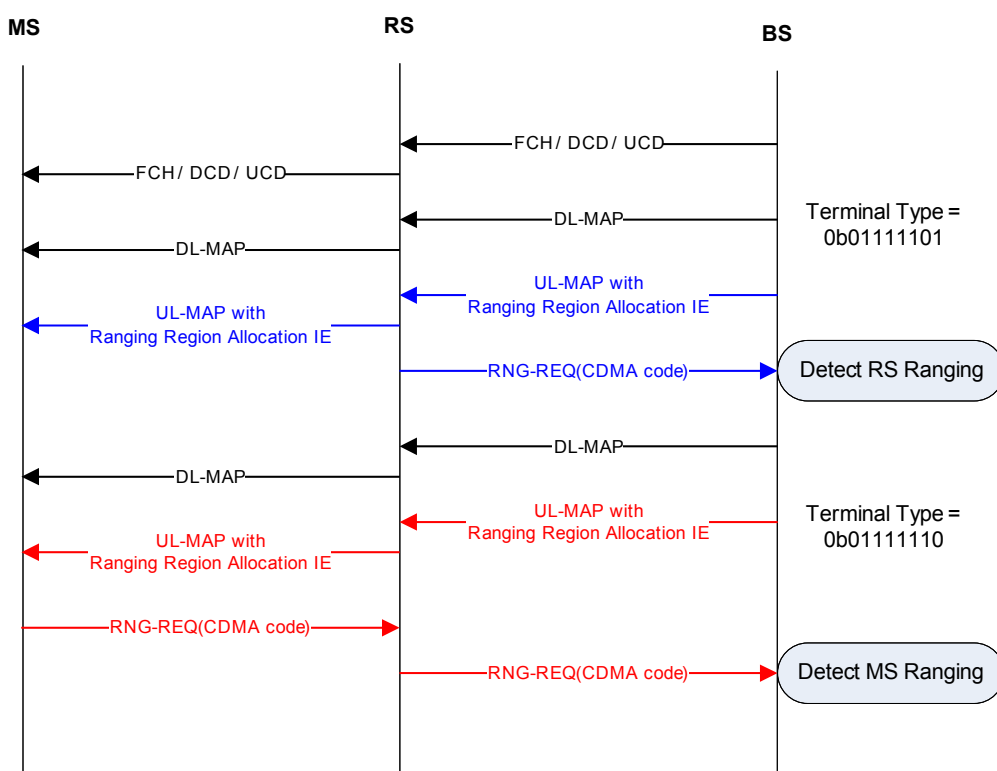 MS
RS
BS
FCH/ DCD/ UCD
FCH/ DCD/ UCD
DL-MAP
Terminal Type =
0b01111101
DL-MAP
UL-MAP with
Ranging Region Allocation IE
UL-MAP with
Ranging Region Allocation IE
RNG-REQ(CDMA code)
Detect RS Ranging
DL-MAP
DL-MAP
UL-MAP with
Ranging Region Allocation IE
Terminal Type =
0b01111110
UL-MAP with
Ranging Region Allocation IE
RNG-REQ(CDMA code)
RNG-REQ(CDMA code)
Detect MS Ranging